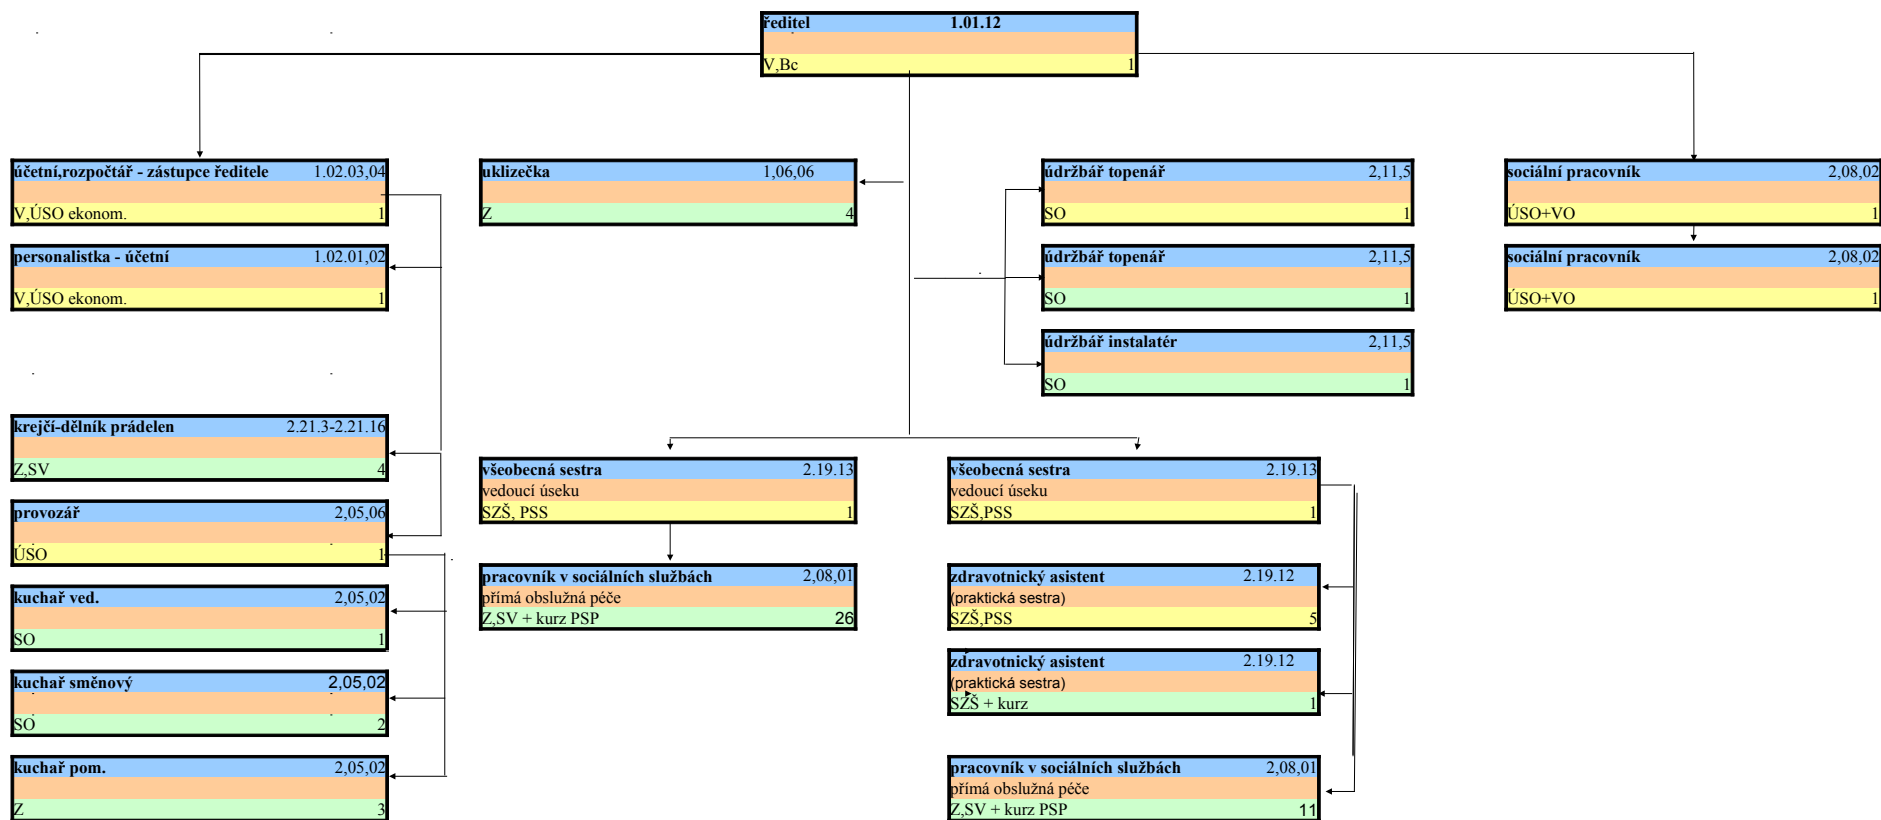 ředitel 1.01.12
V,Bc 1
účetní,rozpočtář - zástupce ředitele 1.02.03,04
V,ÚSO ekonom. 1
personalistka - účetní 1.02.01,02
V,ÚSO ekonom. 1
krejčí-dělník prádelen 2.21.3-2.21.16
Z,SV 4
provozář 2,05,06
ÚSO 1
kuchař ved. 2,05,02
SO 1
kuchař směnový 2,05,02
SO 2
kuchař pom. 2,05,02
Z 3
uklizečka 1,06,06
Z 4
všeobecná sestra 2.19.13
vedoucí úseku
SZŠ, PSS 1
pracovník v sociálních službách 2,08,01
přímá obslužná péče
Z,SV + kurz PSP 26
údržbář topenář 2,11,5
SO 1
údržbář topenář 2,11,5
SO 1
údržbář instalatér 2,11,5
SO 1
všeobecná sestra 2.19.13
vedoucí úseku
SZŠ,PSS 1
zdravotnický asistent 2.19.12
(praktická sestra)
SZŠ,PSS 5
zdravotnický asistent 2.19.12
(praktická sestra)
SZŠ + kurz 1
pracovník v sociálních službách 2,08,01
přímá obslužná péče
Z,SV + kurz PSP 11
sociální pracovník 2,08,02
ÚSO+VO 1
sociální pracovník 2,08,02
ÚSO+VO 1